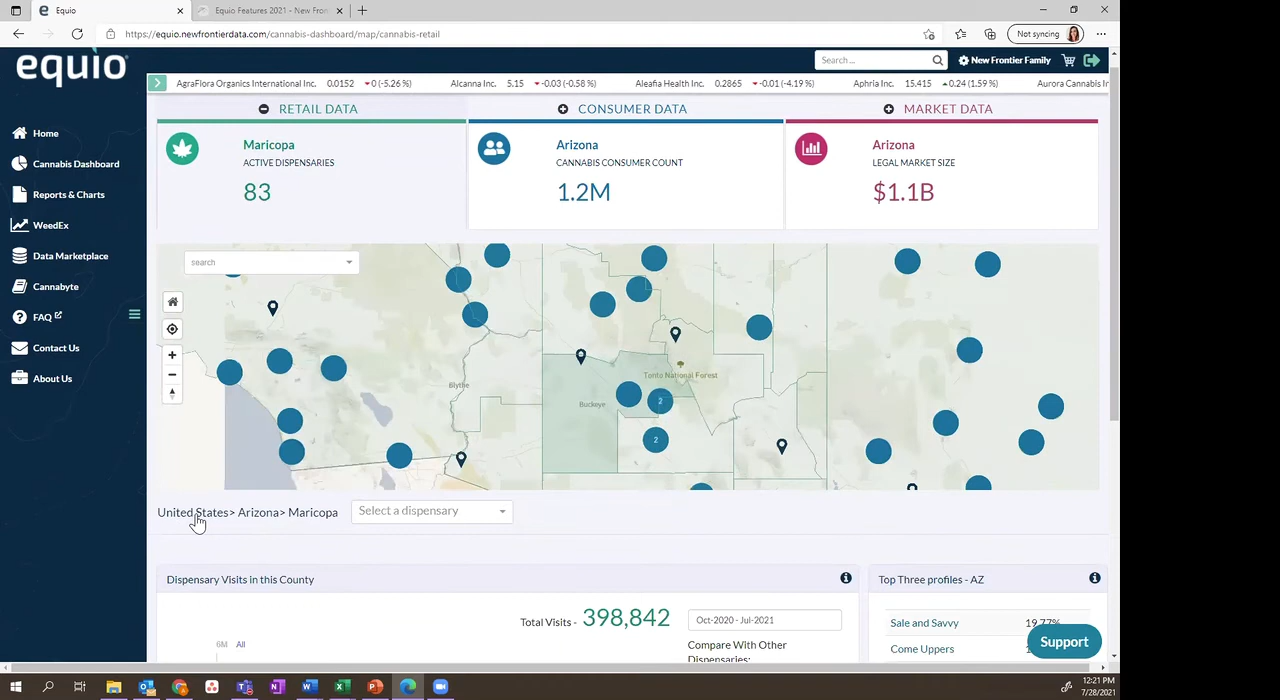 Equio
Equio Features 2021 - New Fron
https://equio.newfrontierdata.com/cannabis-dashboard/map/cannabis-retail
Not syncing
equio
Search ...
New Frontier Family
AgraFlora Organics International Inc. 0.0152 0 (-5.26 %) Alcanna Inc. 5.15 -0.03 (-0.58 %) Aleafia Health Inc. 0.2865 -0.01 (-4.19 %) Aphria Inc. 15.415 0.24 (1.59 %) Aurora Cannabis In
Home
Cannabis Dashboard
Reports & Charts
WeedEx
Data Marketplace
Cannabyte
FAQ
Contact Us
About Us
RETAIL DATA
CONSUMER DATA
MARKET DATA
Maricopa
ACTIVE DISPENSARIES
83
Arizona
CANNABIS CONSUMER COUNT
1.2M
Arizona
LEGAL MARKET SIZE
$1.1B
search
Blythe
Buckeye
Tonto National Forest
2
2
United States> Arizona> Maricopa
Select a dispensary
Dispensary Visits in this County
Total Visits - 398,842
Oct-2020 - Jul-2021
Compare With Other
Dispensaries:
6M All
Top Three profiles - AZ
Sale and Savvy 19.77%
Come Uppers
Support
12:21 PM
7/28/2021